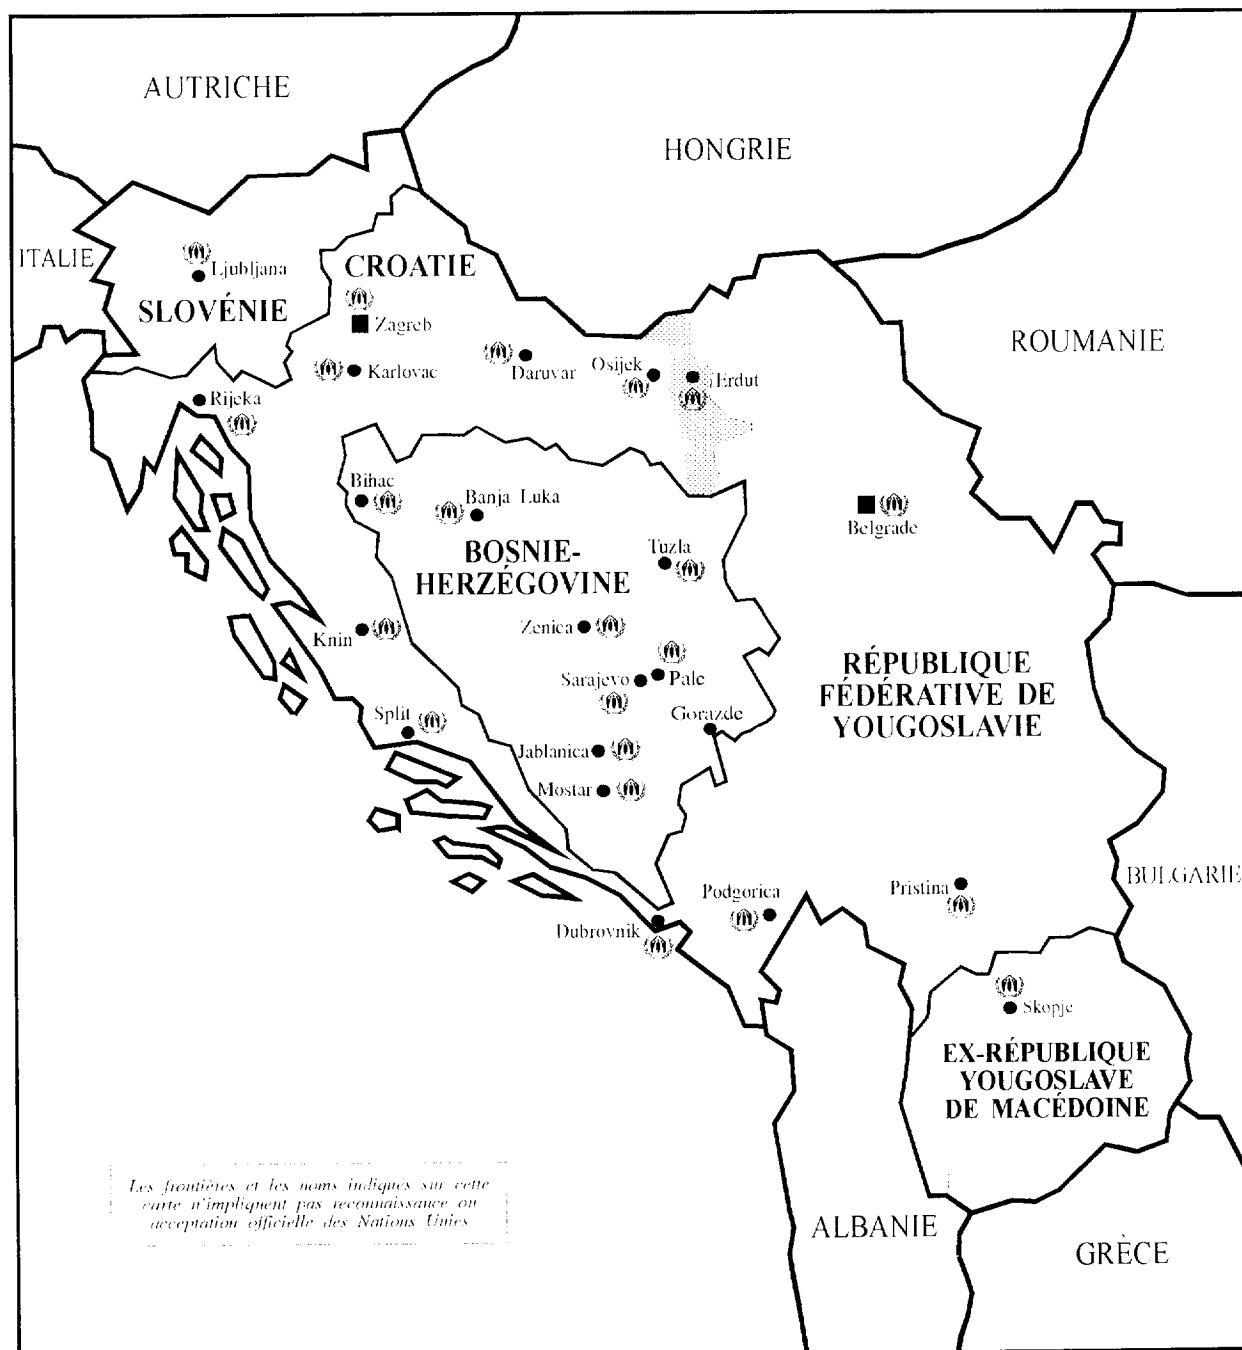 AUTRICHE
HONGRIE
ITALIE
Ljubljana
SLOVÉNIE
CROATIE
Zagreb
ROUMANIE
Karlovac
Daruvar
Osijek
Erdut
Rijeka
Bihac
Banja Luka
Belgrade
BOSNIE-
HERZÉGOVINE
Tuzla
Zenica
Knin
Sarajevo
Pale
RÉPUBLIQUE
FÉDÉRATIVE DE
YOUGOSLAVIE
Split
Gorazde
Jablanica
Mostar
BULGARIE
Podgorica
Pristina
Dubrovnik
Skopje
EX-RÉPUBLIQUE
YOUGOSLAVE
DE MACÉDOINE
Les frontières et les noms indiqués sur cette
carte n'impliquent pas reconnaissance ou
acceptation officielle des Nations Unies
ALBANIE
GRÈCE